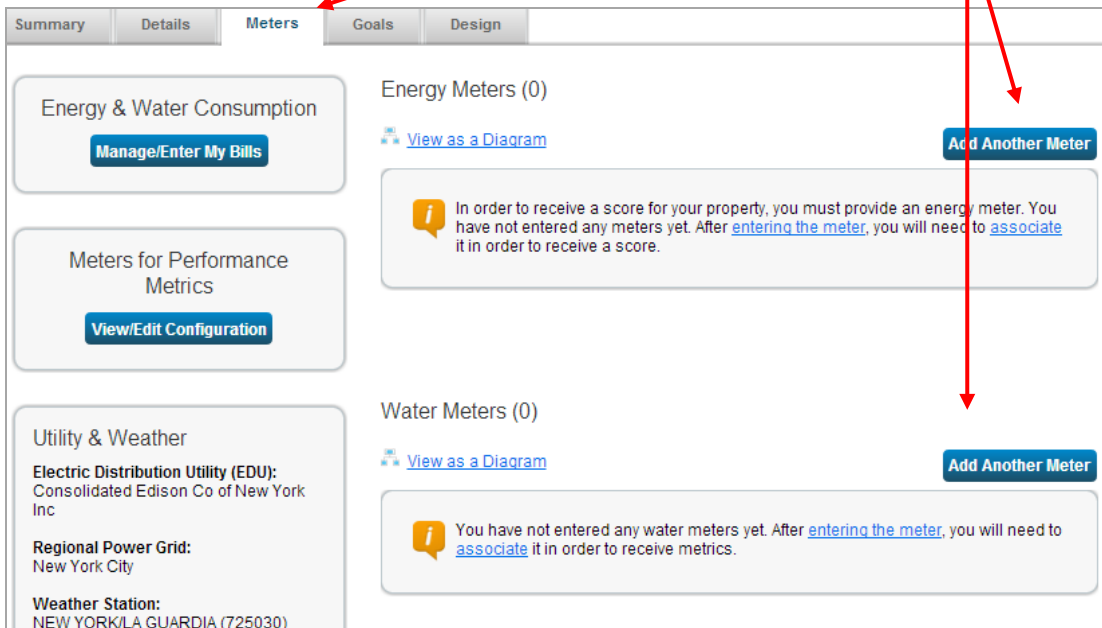 Summary Details Meters Goals Design
Energy & Water Consumption
Manage/Enter My Bills
Meters for Performance
Metrics
View/Edit Configuration
Utility & Weather
Electric Distribution Utility (EDU):
Consolidated Edison Co of New York
Inc
Regional Power Grid:
New York City
Weather Station:
NEW YORK/LA GUARDIA (725030)
Energy Meters (0)
View as a Diagram
Add Another Meter
In order to receive a score for your property, you must provide an energy meter. You
have not entered any meters yet. After entering the meter, you will need to associate
it in order to receive a score.
Water Meters (0)
View as a Diagram
Add Another Meter
You have not entered any water meters yet. After entering the meter, you will need to
associate it in order to receive metrics.